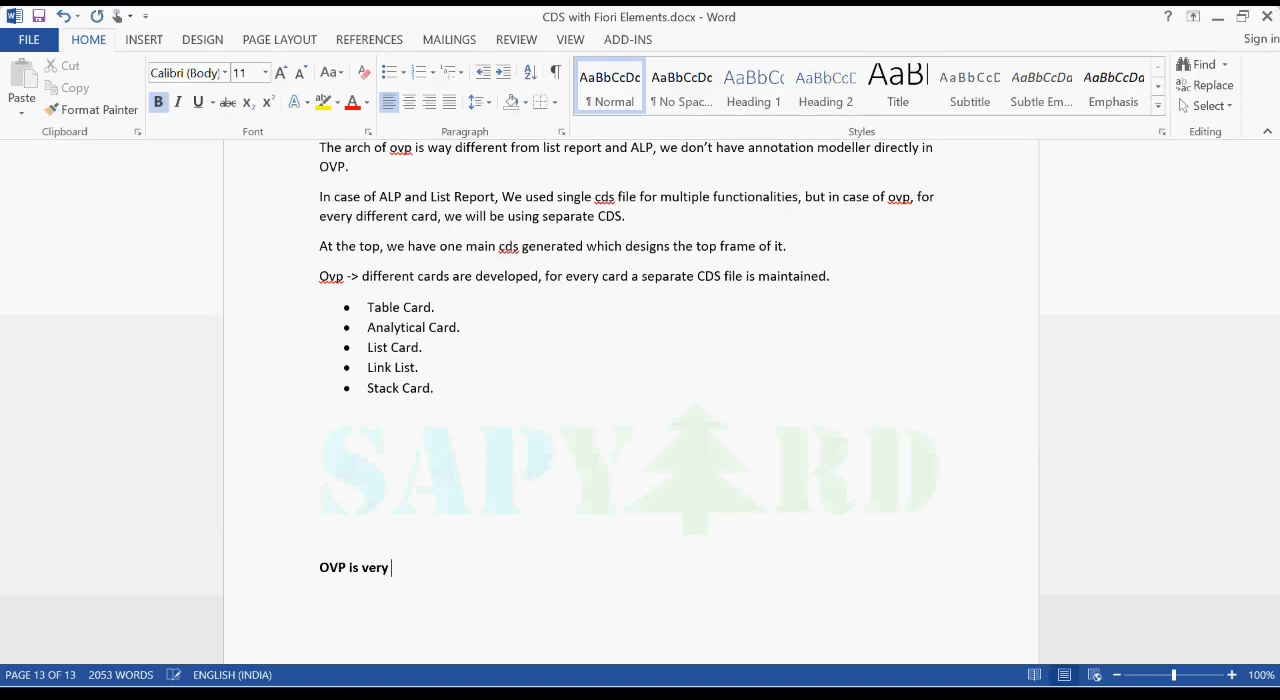 CDS with Fiori Elements.docx - Word
?
FILE HOME INSERT DESIGN PAGE LAYOUT REFERENCES MAILINGS REVIEW VIEW ADD-INS Sign in
Paste
Cut
Copy
Format Painter
Clipboard
Calibri (Body) 11
Font
Paragraph
AaBbCcDc AaBbCcDc AaBbCc AaBbCcD AaBl AaBbCcD AaBbCcDa AaBbCcDa
¶ Normal ¶ No Spac... Heading 1 Heading 2 Title Subtitle Subtle Em... Emphasis
Styles
Find
Replace
Select
Editing
The arch of ovp is way different from list report and ALP, we don't have annotation modeller directly in
OVP.
In case of ALP and List Report, We used single cds file for multiple functionalities, but in case of ovp, for
every different card, we will be using separate CDS.
At the top, we have one main cds generated which designs the top frame of it.
Ovp -> different cards are developed, for every card a separate CDS file is maintained.
• Table Card.
• Analytical Card.
• List Card.
• Link List.
• Stack Card.
SAPYARD
OVP is very
PAGE 13 OF 13 2053 WORDS ENGLISH (INDIA) 100%